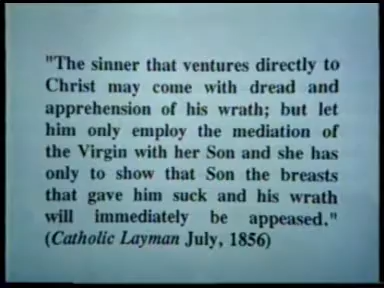 "The sinner that ventures directly to
Christ may come with dread and
apprehension of his wrath; but let
him only employ the mediation of
the Virgin with her Son and she has
only to show that Son the breasts
that gave him suck and his wrath
will immediately be appeased."
(Catholic Layman July, 1856)